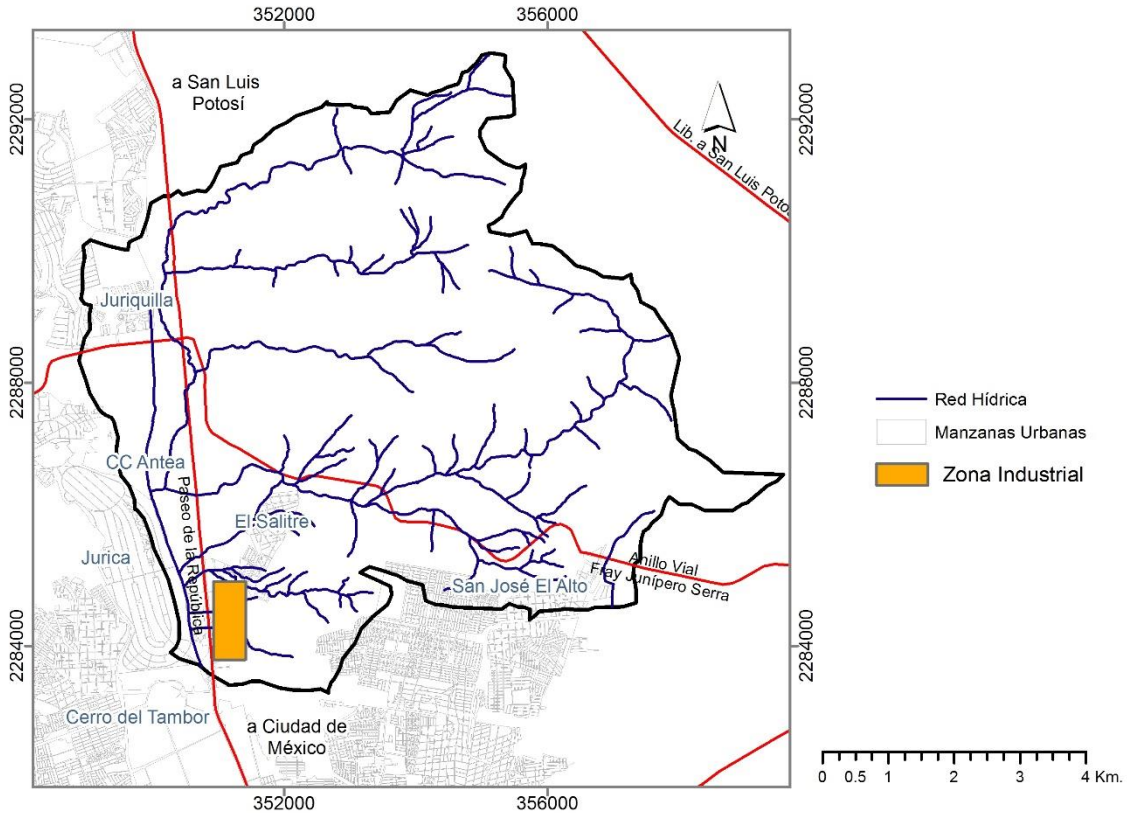 352000
356000
a San Luis
Potosí
2292000
2292000
N
Lib. a San Luis Poto
Juriquilla
2288000
2288000
Red Hídrica
Manzanas Urbanas
Zona Industrial
CC Antea
Paseo de la República
El Salitre
Jurica
Anillo Vial
Fray Junípero Serra
San José El Alto
2284000
2284000
Cerro del Tambor
a Ciudad de
México
0 0.5 1 2 3 4 Km.
352000
356000